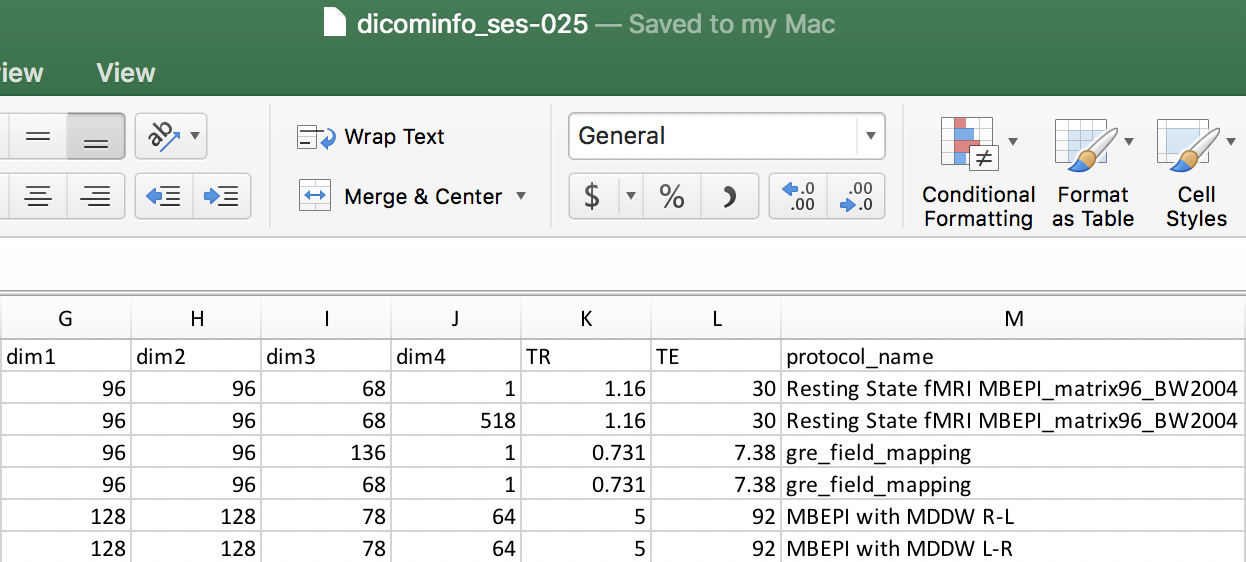 dicominfo_ses-025 — Saved to my Mac
iew View
ab Wrap Text General
Conditional Formatting Format as Table Cell Styles
Merge & Center $ % .0 .00 .00 .0
G H I J K L M
dim1 dim2 dim3 dim4 TR TE protocol_name
96 96 68 1 1.16 30 Resting State fMRI MBEPI_matrix96_BW2004
96 96 68 518 1.16 30 Resting State fMRI MBEPI_matrix96_BW2004
96 96 136 1 0.731 7.38 gre_field_mapping
96 96 68 1 0.731 7.38 gre_field_mapping
128 128 78 64 5 92 MBEPI with MDDW R-L
128 128 78 64 5 92 MBEPI with MDDW L-R